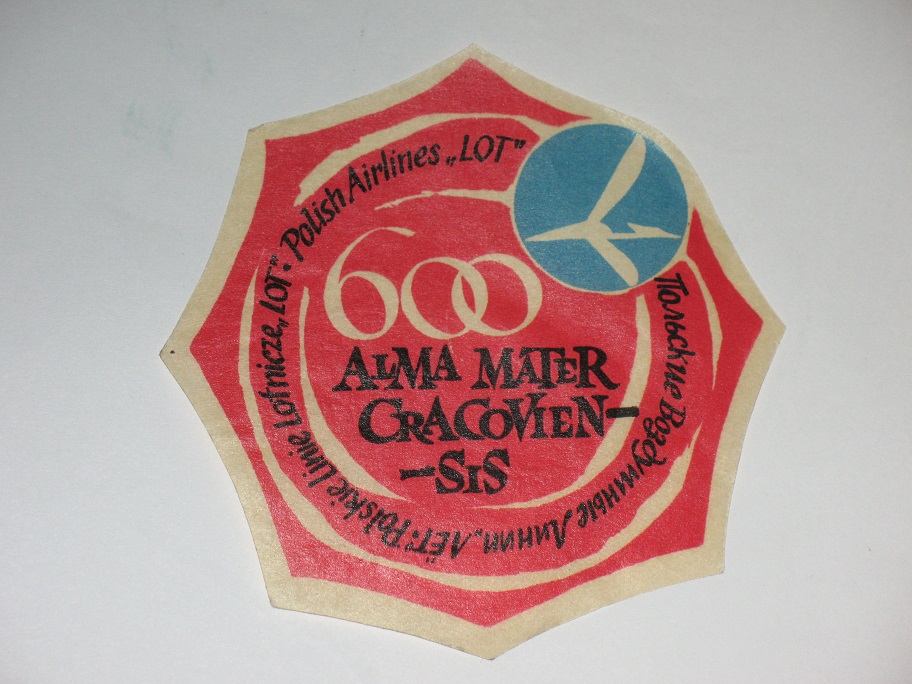 Polskie Linie Lotnicze „LOT”.
Polish Airlines „LOT”
Польские Воздушные Линии „ЛЁТ”.
600
ALMA MATER
CRACOVIEN-
-SIS